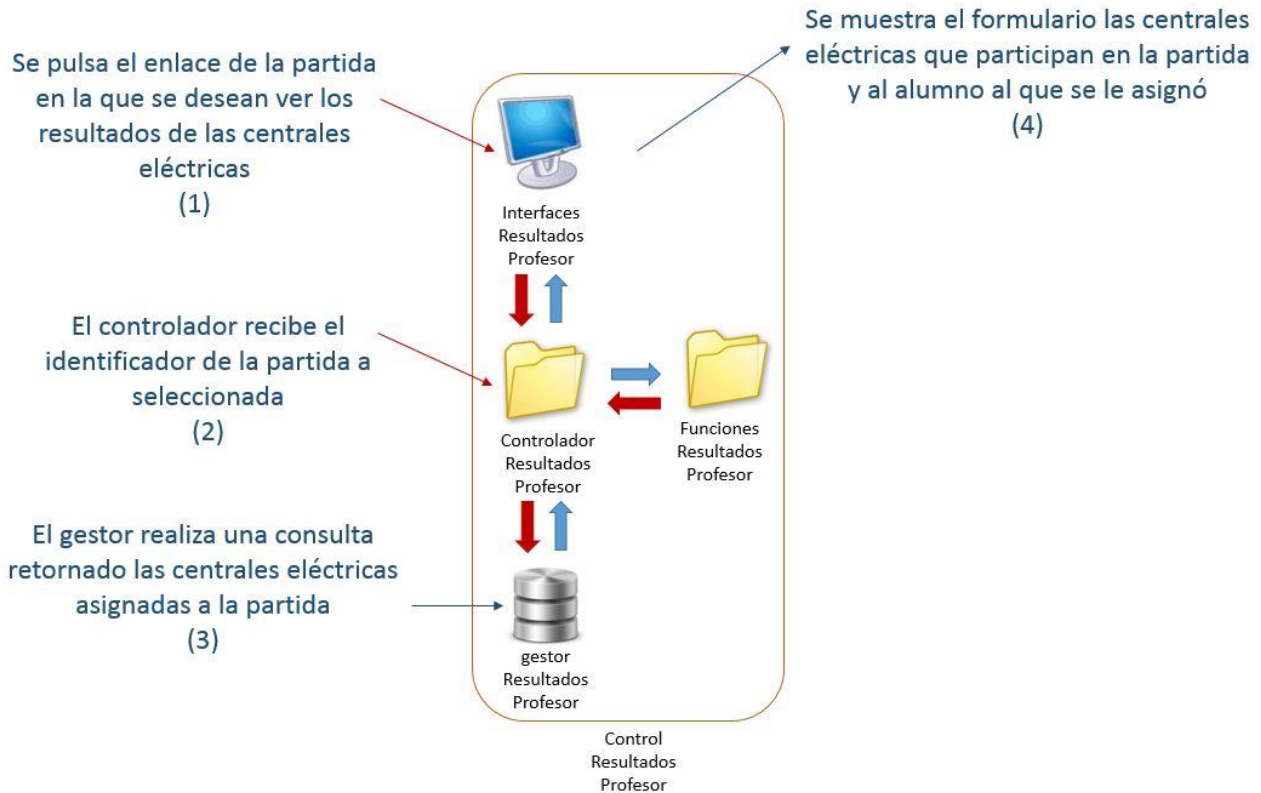 Se pulsa el enlace de la partida
en la que se desean ver los
resultados de las centrales
eléctricas
(1)
Se muestra el formulario las centrales
eléctricas que participan en la partida
y al alumno al que se le asignó
(4)
Interfaces
Resultados
Profesor
El controlador recibe el
identificador de la partida a
seleccionada
(2)
Controlador
Resultados
Profesor
Funciones
Resultados
Profesor
El gestor realiza una consulta
retornado las centrales eléctricas
asignadas a la partida
(3)
gestor
Resultados
Profesor
Control
Resultados
Profesor